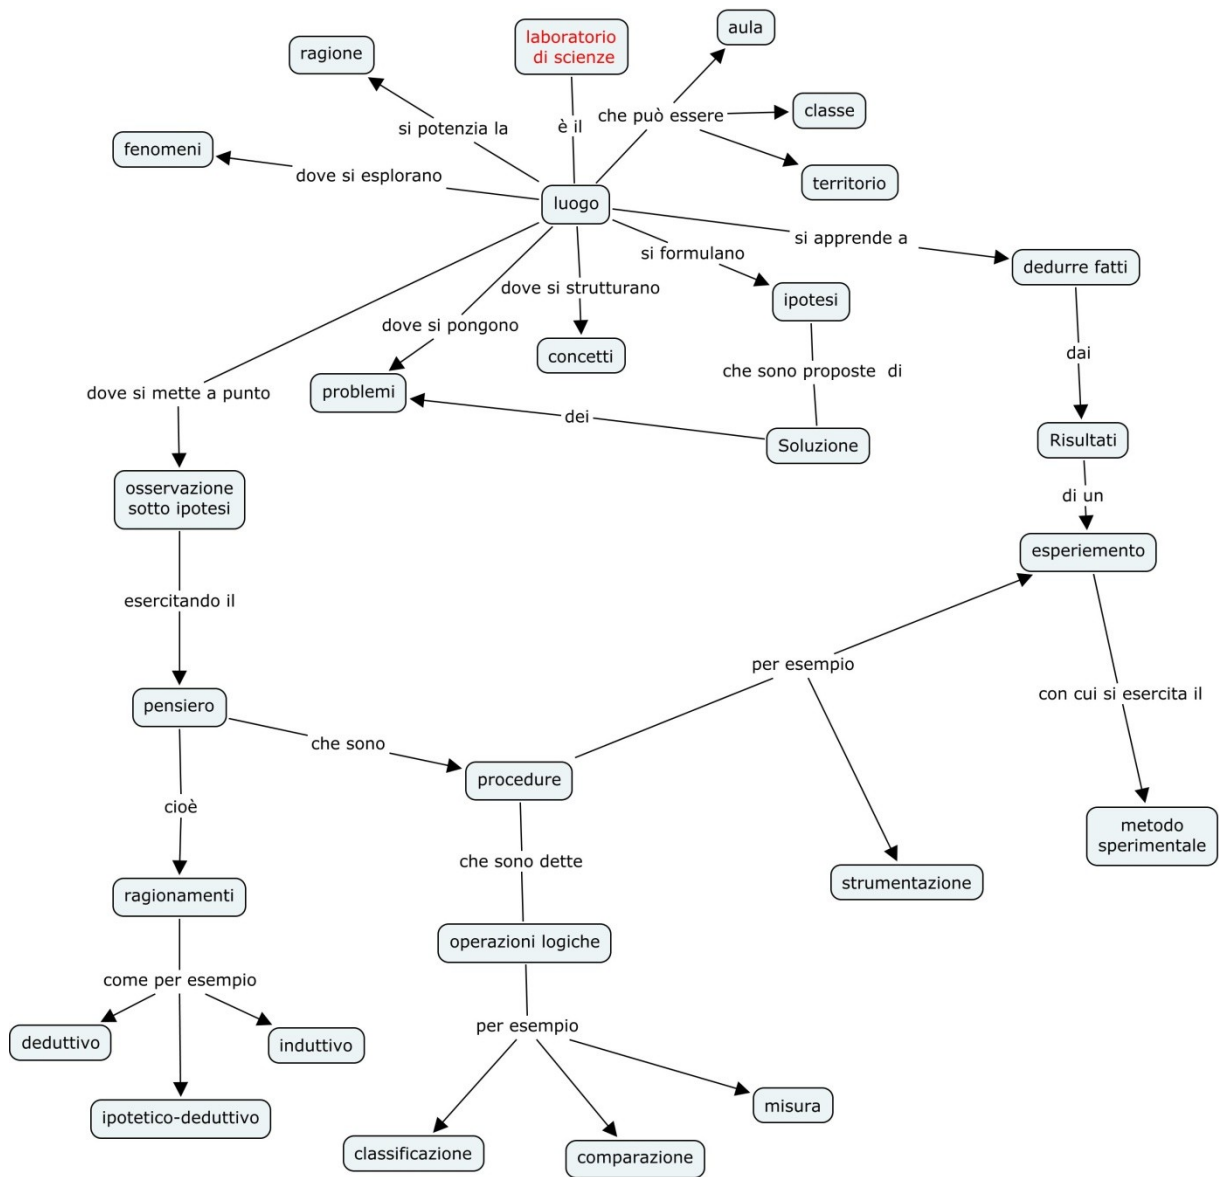 laboratorio
di scienze
aula
ragione
classe
che può essere
è il
si potenzia la
fenomeni
dove si esplorano
territorio
luogo
si apprende a
si formulano
dedurre fatti
dove si strutturano
ipotesi
dove si pongono
dai
concetti
che sono proposte di
dove si mette a punto
problemi
dei
Soluzione
Risultati
osservazione
sotto ipotesi
di un
esperiemento
esercitando il
per esempio
con cui si esercita il
pensiero
che sono
procedure
cioè
metodo
sperimentale
che sono dette
strumentazione
ragionamenti
operazioni logiche
come per esempio
per esempio
deduttivo
induttivo
ipotetico-deduttivo
misura
classificazione
comparazione